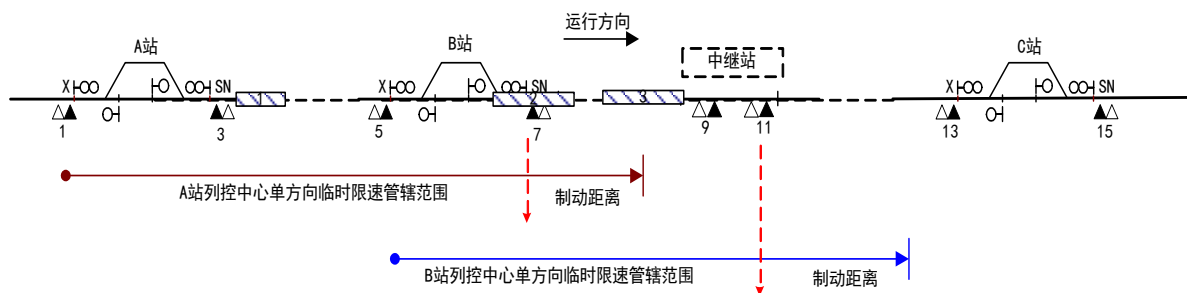 运行方向
A站
B站
中继站
C站
X
SN
X
SN
X
S
1
2
3
1
3
5
7
9
11
13
15
A站列控中心单方向临时限速管辖范围
制动距离
B站列控中心单方向临时限速管辖范围
制动距离